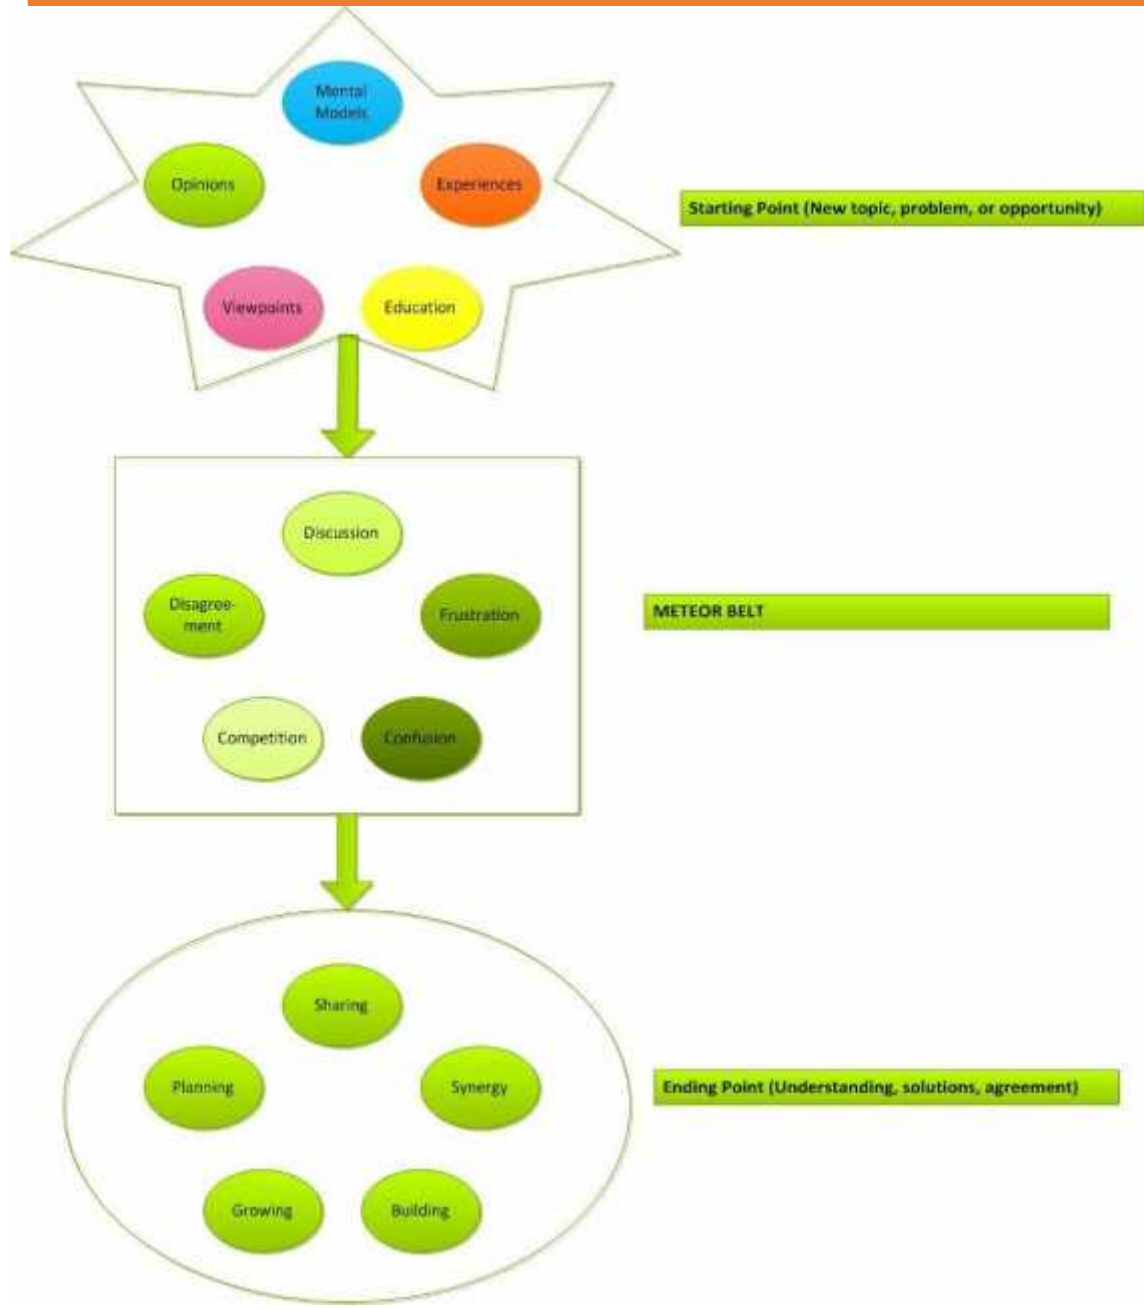 Mental
Models
Opinions
Experiences
Starting Point (New topic, problem, or opportunity)
Viewpoints
Education
Discussion
Disagree-
ment
Frustration
METEOR BELT
Competition
Confusion
Sharing
Planning
Synergy
Ending Point (Understanding, solutions, agreement)
Growing
Building